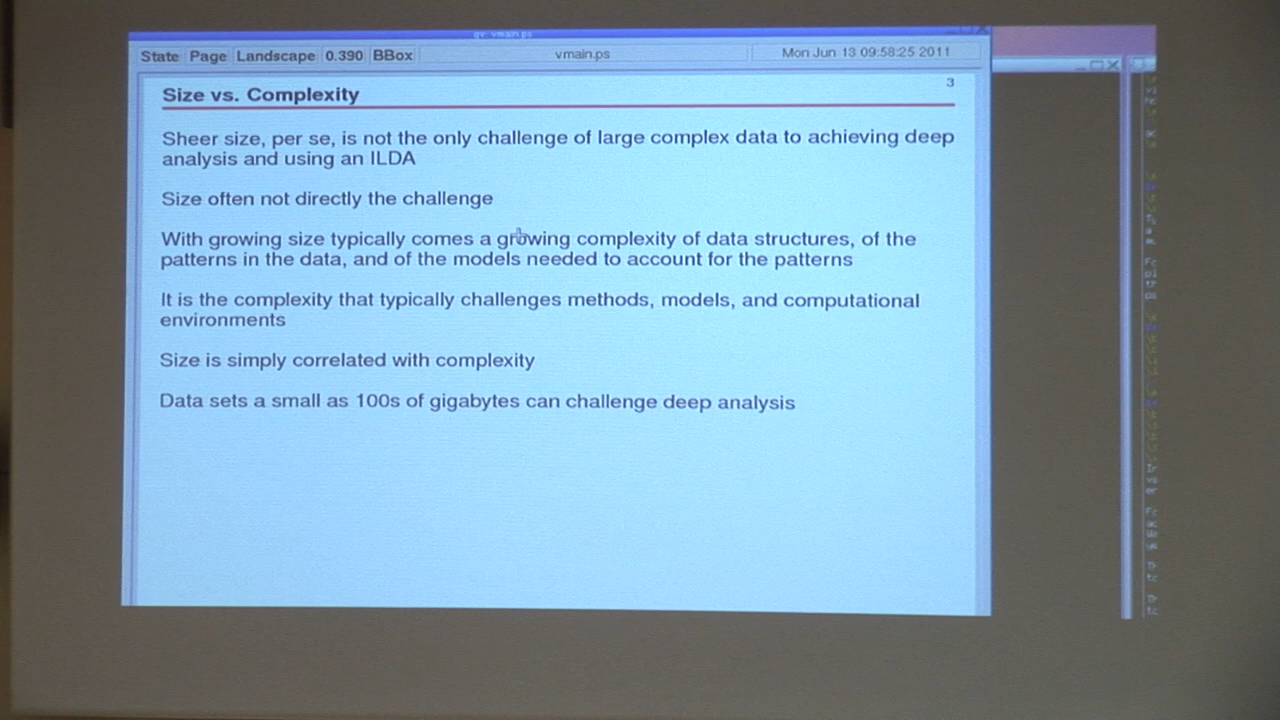 gv: vmain.ps
State Page Landscape 0.390 BBox vmain.ps Mon Jun 13 09:58:25 2011
3
Size vs. Complexity
Sheer size, per se, is not the only challenge of large complex data to achieving deep
analysis and using an ILDA
Size often not directly the challenge
With growing size typically comes a growing complexity of data structures, of the
patterns in the data, and of the models needed to account for the patterns
It is the complexity that typically challenges methods, models, and computational
environments
Size is simply correlated with complexity
Data sets a small as 100s of gigabytes can challenge deep analysis